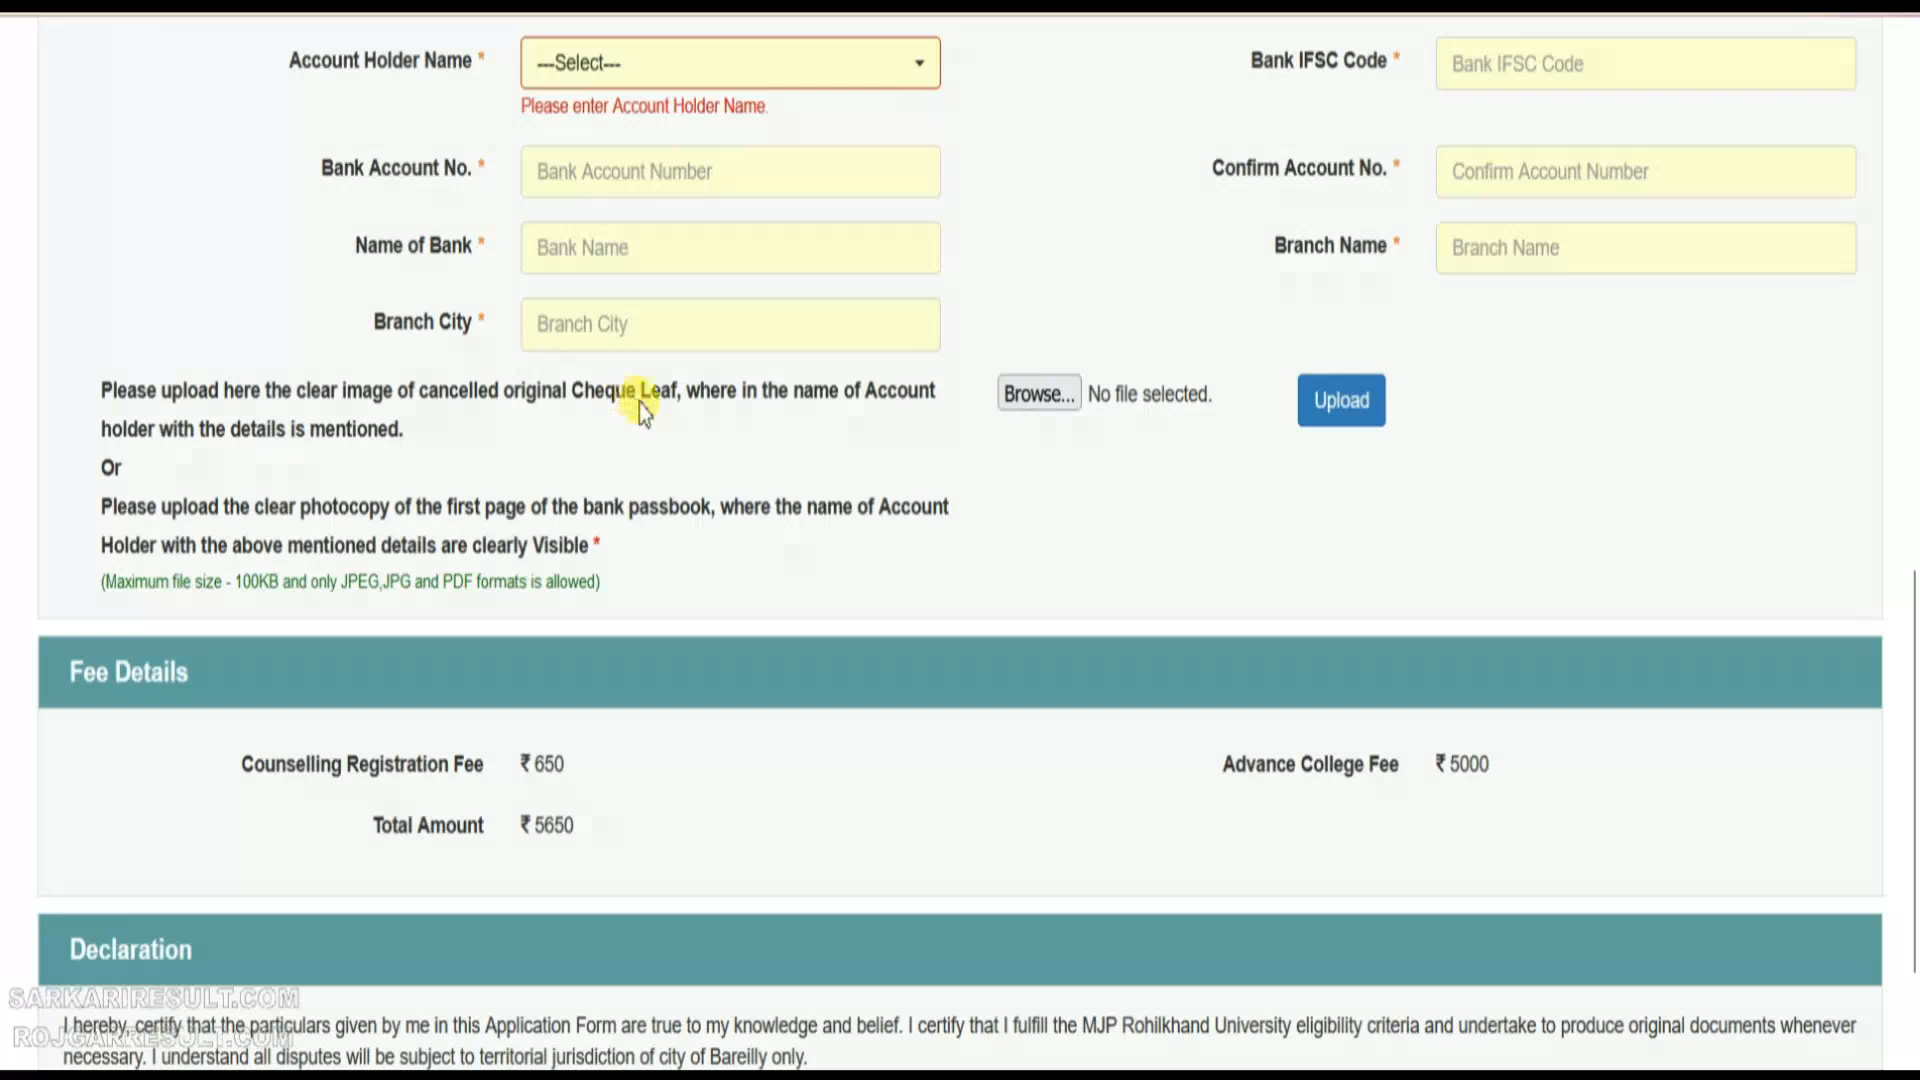 Account Holder Name * ---Select--- Bank IFSC Code * Bank IFSC Code
Please enter Account Holder Name.
Bank Account No. * Bank Account Number Confirm Account No. * Confirm Account Number
Name of Bank * Bank Name Branch Name * Branch Name
Branch City * Branch City
Please upload here the clear image of cancelled original Cheque Leaf, where in the name of Account Browse... No file selected. Upload
holder with the details is mentioned.
Or
Please upload the clear photocopy of the first page of the bank passbook, where the name of Account
Holder with the above mentioned details are clearly Visible *
(Maximum file size - 100KB and only JPEG,JPG and PDF formats is allowed)
Fee Details
Counselling Registration Fee ₹ 650 Advance College Fee ₹ 5000
Total Amount ₹ 5650
Declaration
SARKARIRESULT.COM
I hereby, certify that the particulars given by me in this Application Form are true to my knowledge and belief. I certify that I fulfill the MJP Rohilkhand University eligibility criteria and undertake to produce original documents whenever
ROJGARRESULT.COM
necessary. I understand all disputes will be subject to territorial jurisdiction of city of Bareilly only.